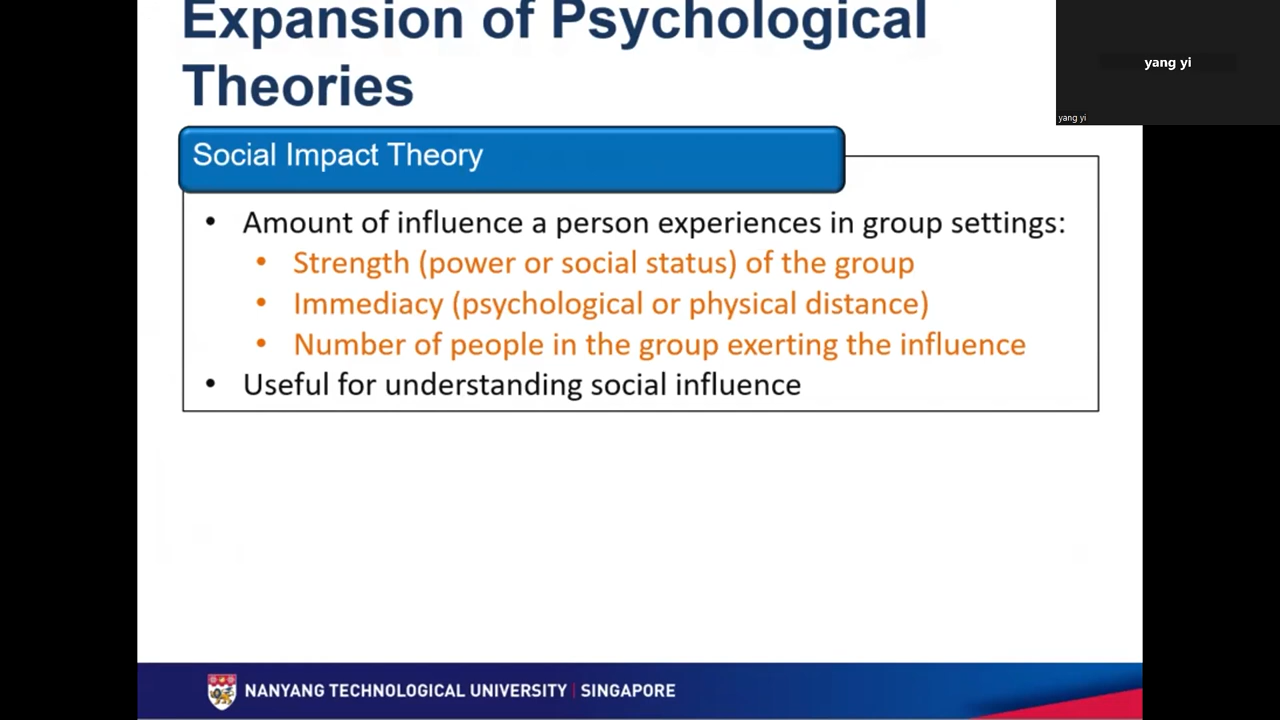 Expansion of Psychological
Theories
yang yi
yang yi
Social Impact Theory
• Amount of influence a person experiences in group settings:
• Strength (power or social status) of the group
• Immediacy (psychological or physical distance)
• Number of people in the group exerting the influence
• Useful for understanding social influence
NANYANG TECHNOLOGICAL UNIVERSITY | SINGAPORE